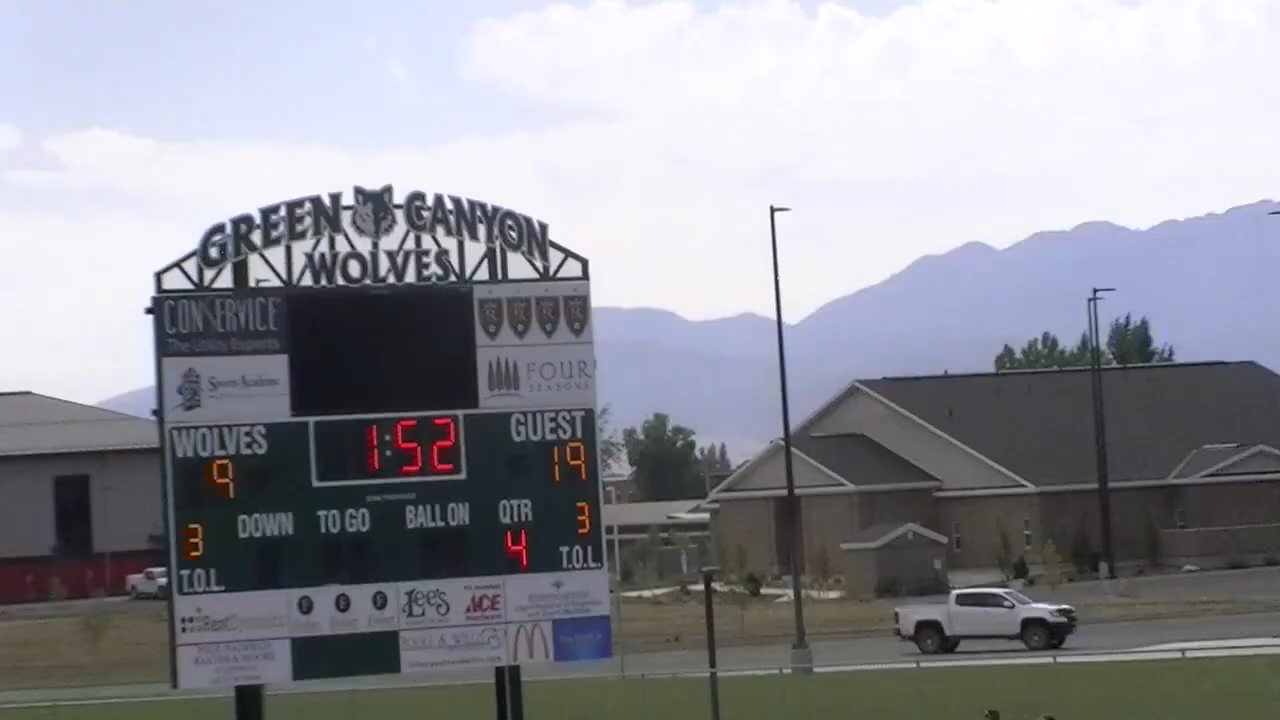 GREEN CANYON
WOLVES
CONSERVICE
The Utility Experts
FOUR
SEASONS
WOLVES
1:52
GUEST
9
19
DOWN TO GO BALL ON QTR
3
3
4
T.O.L.
T.O.L.
Lee's
ACE
Hardware